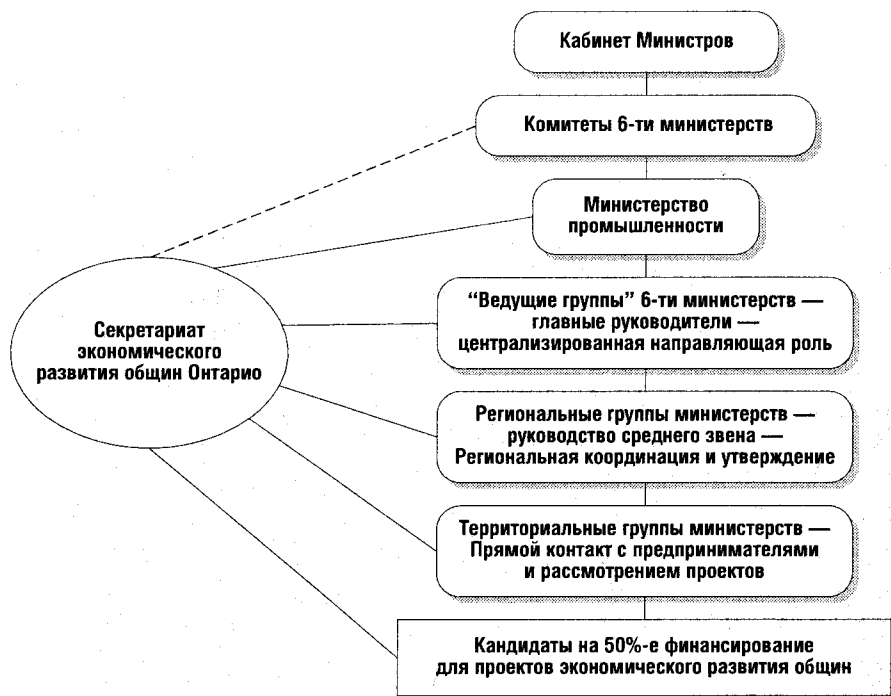 Кабинет Министров
Комитеты 6-ти министерств
Министерство
промышленности
Секретариат
экономического
развития общин Онтарио
“Ведущие группы” 6-ти министерств —
главные руководители —
централизованная направляющая роль
Региональные группы министерств —
руководство среднего звена —
Региональная координация и утверждение
Территориальные группы министерств —
Прямой контакт с предпринимателями
и рассмотрением проектов
Кандидаты на 50%-е финансирование
для проектов экономического развития общин